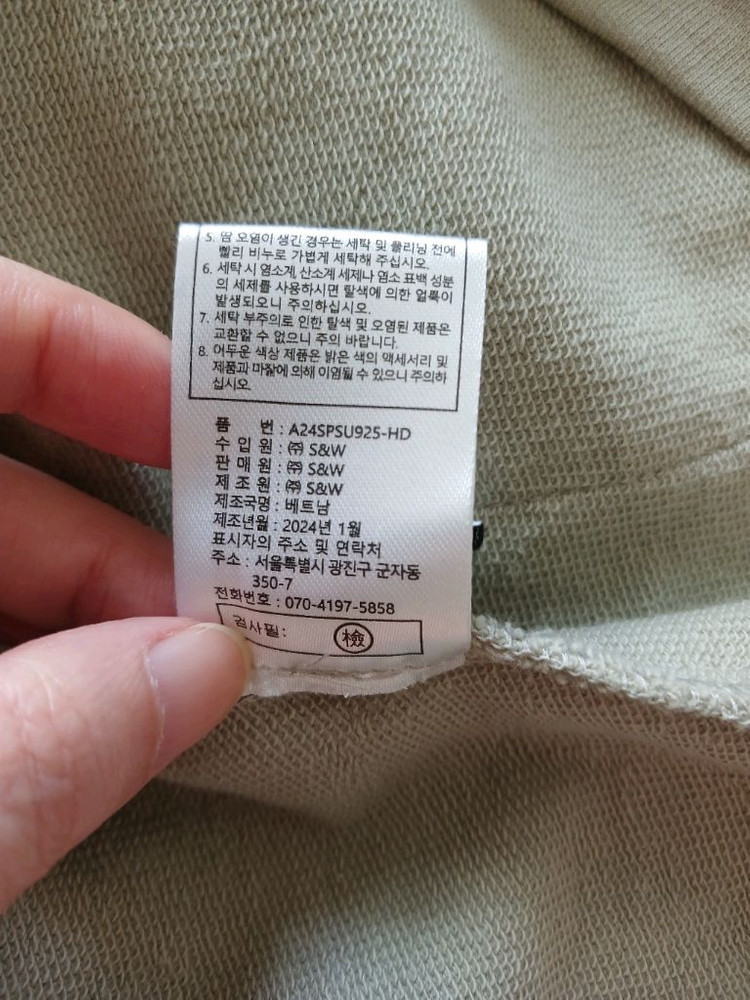 5. 땀 오염이 생긴 경우는 세탁 및 클리닝 전에
빨리 비누로 가볍게 세탁해 주십시오.
6. 세탁 시 염소계, 산소계 세제나 염소 표백 성분
의 세제를 사용하시면 탈색에 의한 얼룩이
발생되오니 주의하십시오.
7. 세탁 부주의로 인한 탈색 및 오염된 제품은
교환할 수 없으니 주의 바랍니다.
8. 어두운 색상 제품은 밝은 색의 액세서리 및
제품과 마찰에 의해 이염될 수 있으니 주의하
십시오.
품 번 : A24SPSU925-HD
수 입 원 : ㈜ S&W
판 매 원 : ㈜ S&W
제 조 원 : ㈜ S&W
제조국명 : 베트남
제조년월 : 2024년 1월
표시자의 주소 및 연락처
주소 : 서울특별시 광진구 군자동
350-7
전화번호 : 070-4197-5858
검사필: 檢